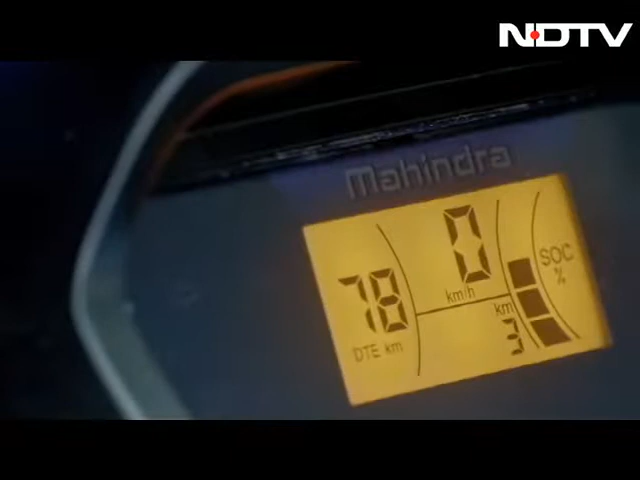 NDTV
Mahindra
0
km/h
78
DTE km
km
3
SOC
%